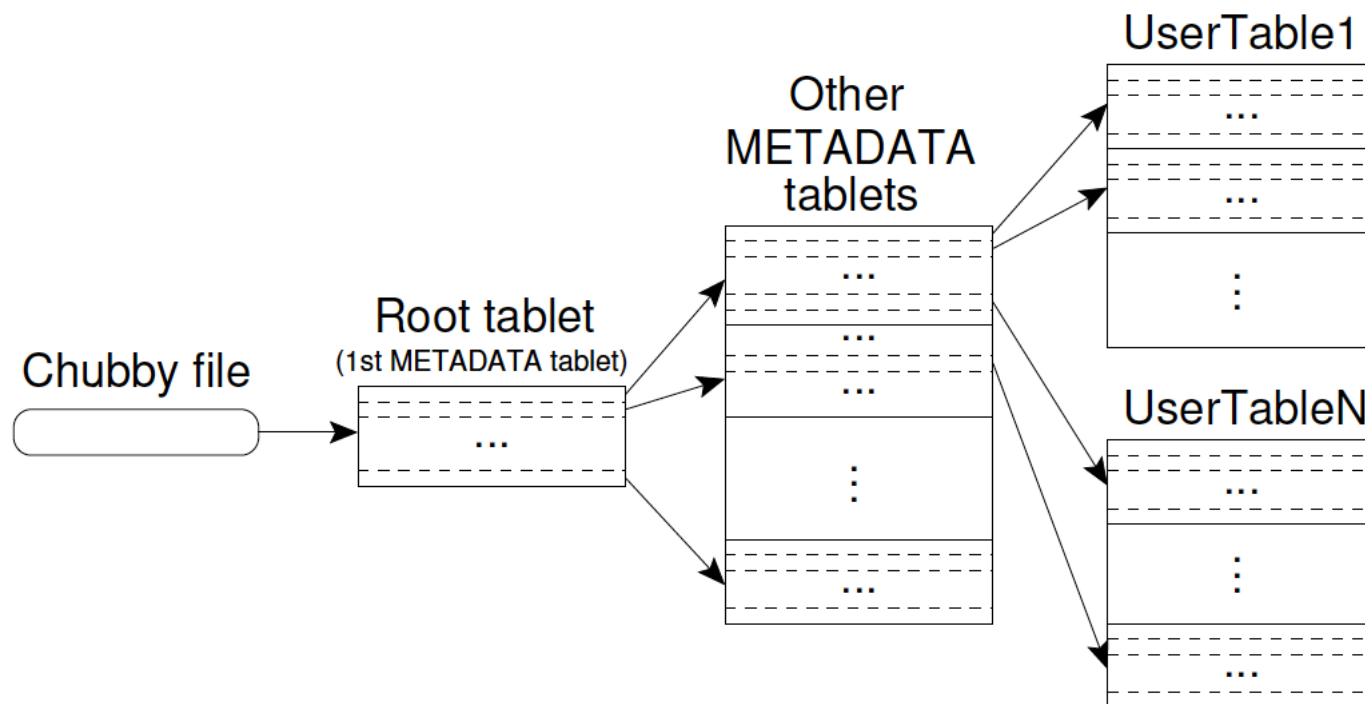 Chubby file
Root tablet
(1st METADATA tablet)
...
Other
METADATA
tablets
...
...
...
...
...
UserTable1
...
...
...
UserTableN
...
...
...